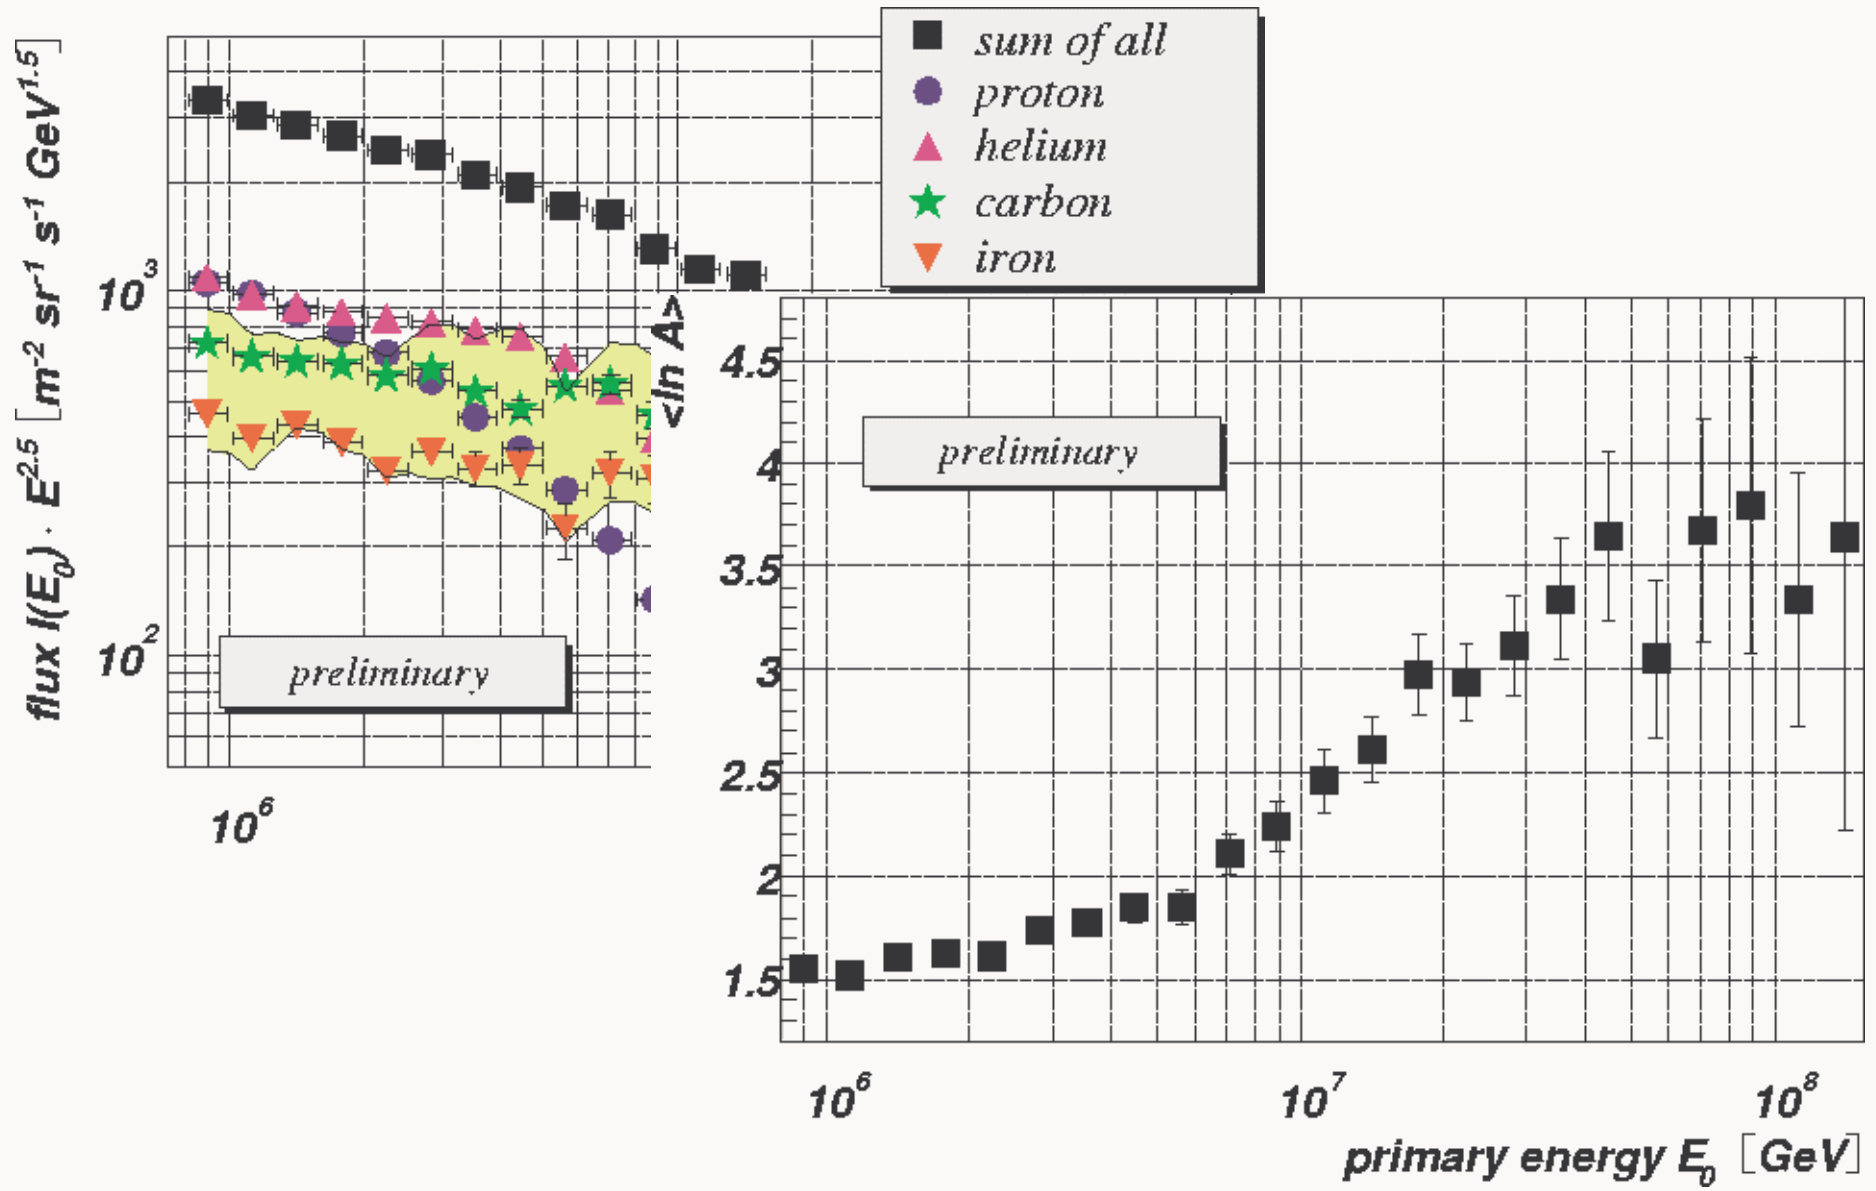 flux I(E₀) · E^2.5 [m^-2 sr^-1 s^-1 GeV^1.5]
10^3
10^2
10^6
preliminary
sum of all
proton
helium
carbon
iron
<ln A>
4.5
4
3.5
3
2.5
2
1.5
preliminary
10^6
10^7
10^8
primary energy E₀ [GeV]